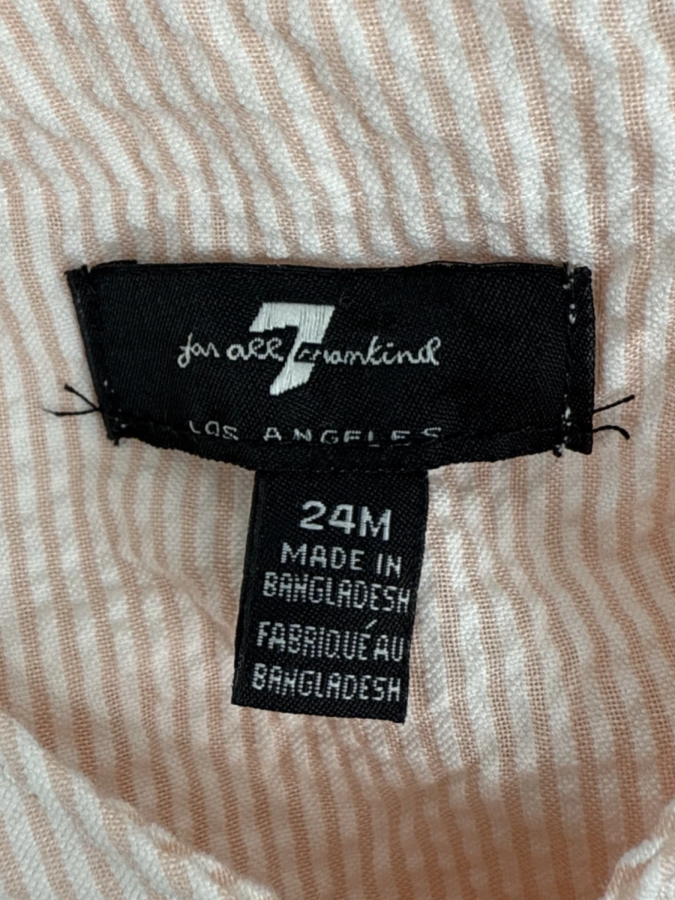 7 for all mankind
LOS ANGELES
24M
MADE IN
BANGLADESH
FABRIQUÉ AU
BANGLADESH